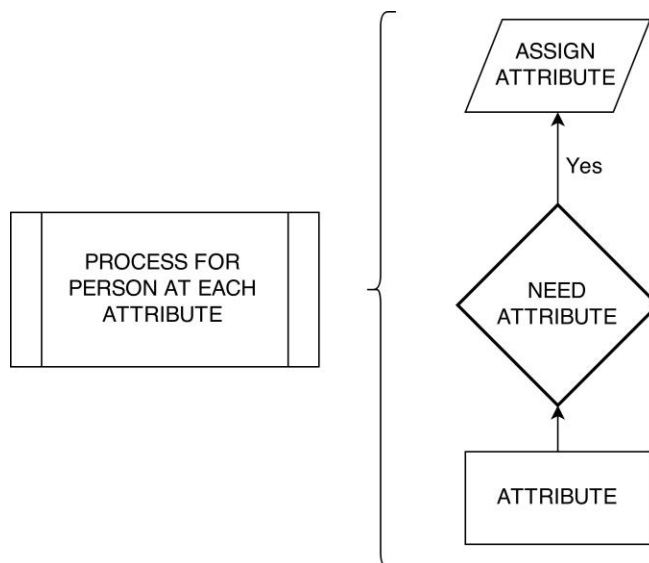 PROCESS FOR
PERSON AT EACH
ATTRIBUTE
ASSIGN
ATTRIBUTE
Yes
NEED
ATTRIBUTE
ATTRIBUTE